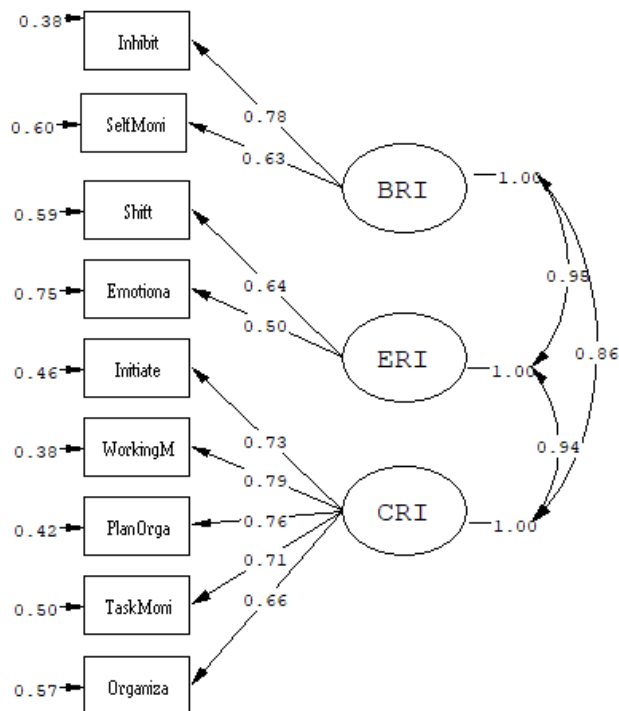 0.38
Inhibit
0.78
0.60
SelfMoni
0.63
BRI
1.00
0.59
Shift
0.64
0.75
Emotiona
0.50
0.98
ERI
1.00
0.86
0.46
Initiate
0.73
0.94
0.38
WorkingM
0.79
CRI
1.00
0.42
PlanOrga
0.76
0.71
0.50
TaskMoni
0.66
0.57
Organiza